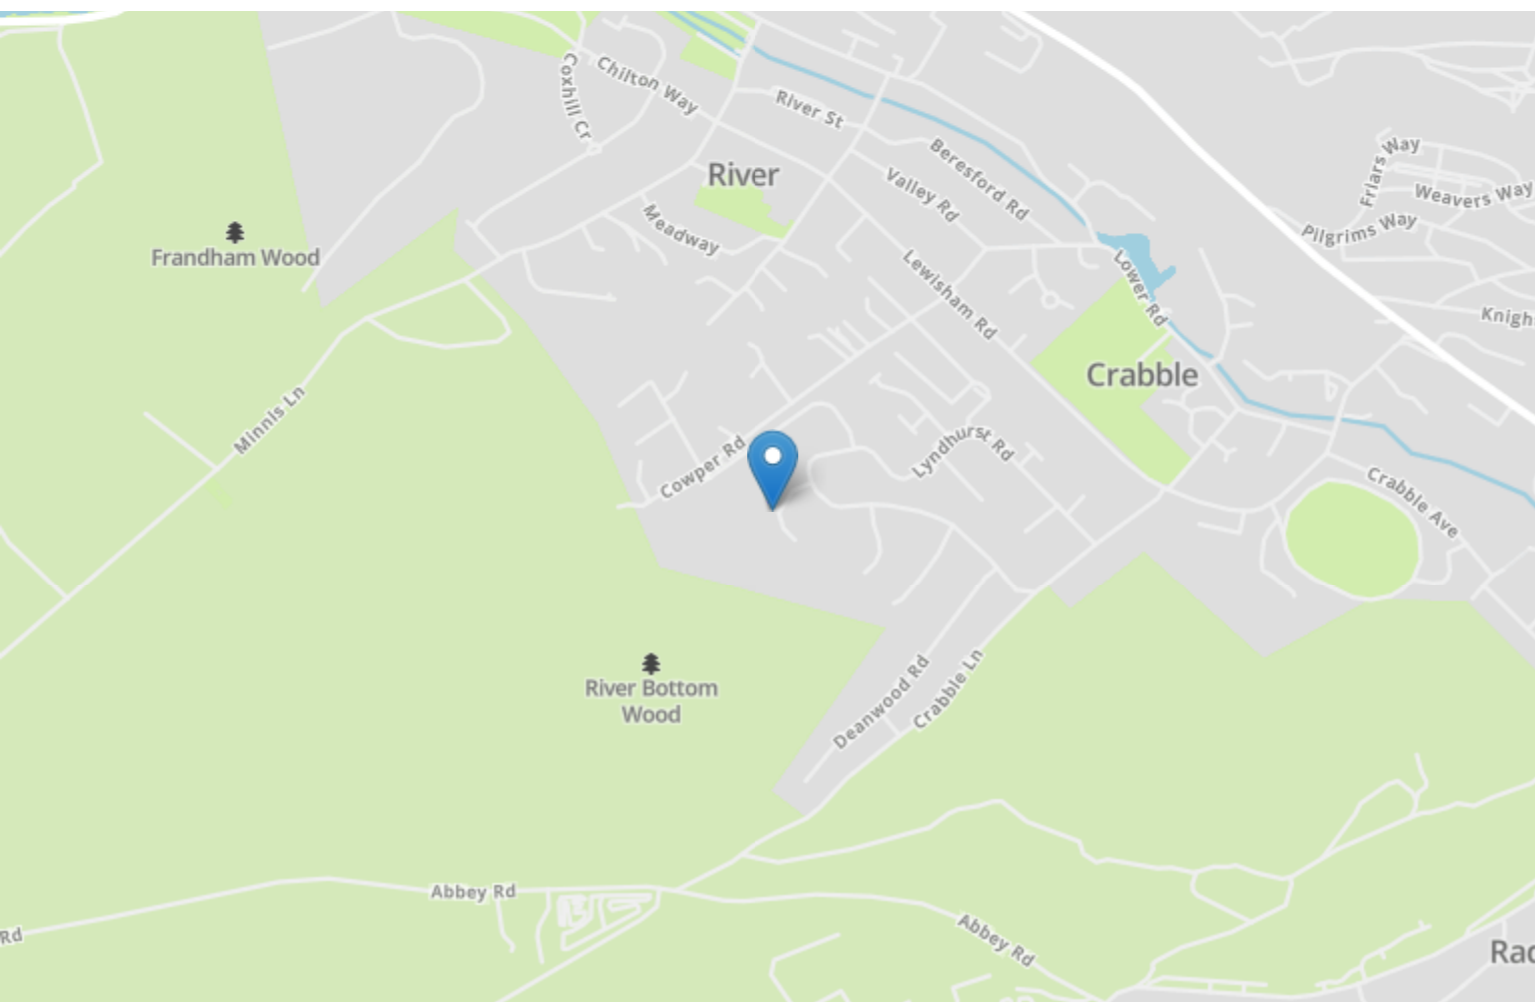 Coxhill Cr
Chilton Way
River St
Beresford Rd
Friars Way
Weavers Way
River
Valley Rd
Meadway
Pilgrims Way
Frandham Wood
Lewisham Rd
Lower Rd
Knigh
Crabble
Minnis Ln
Cowper Rd
Lyndhurst Rd
Crabble Ave
River Bottom
Wood
Deanwood Rd
Crabble Ln
Abbey Rd
Rd
Abbey Rd
Rad